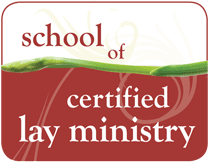 school
of
certified
lay ministry